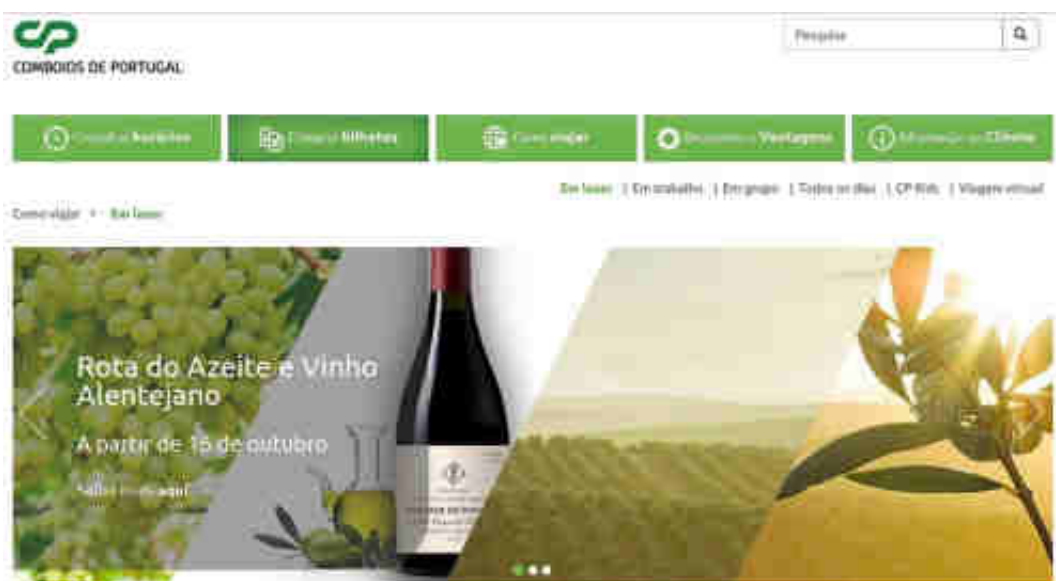 cp
COMBOIOS DE PORTUGAL
Pesquisar
Consultar horários
Comprar Bilhetes
Como viajar
Descontos e Vantagens
Informação ao Cliente
Em lazer | Em trabalho | Em grupo | Todos os dias | CP Kids | Viagem virtual
Como viajar > Em lazer
Rota do Azeite e Vinho
Alentejano
A partir de 16 de outubro
Saiba mais aqui